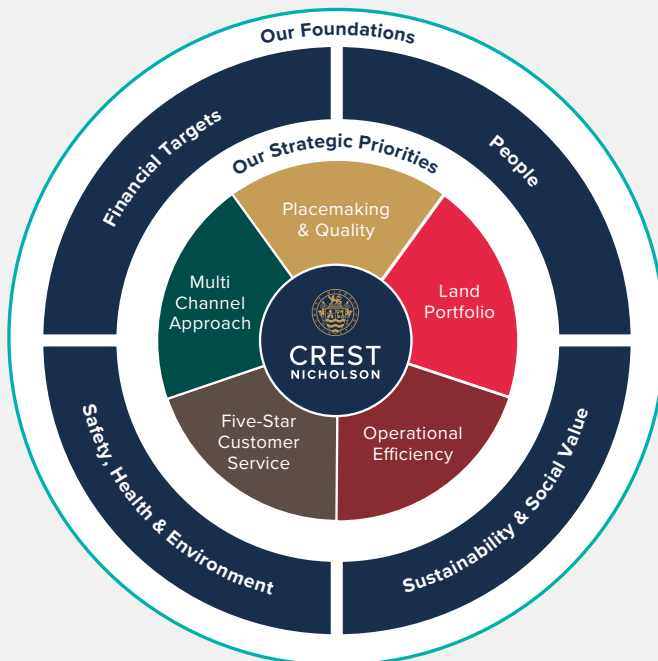 Our Foundations
Financial Targets
People
Our Strategic Priorities
Placemaking
& Quality
Multi
Channel
Approach
Land
Portfolio
CREST
NICHOLSON
Five-Star
Customer
Service
Operational
Efficiency
Safety, Health & Environment
Sustainability & Social Value